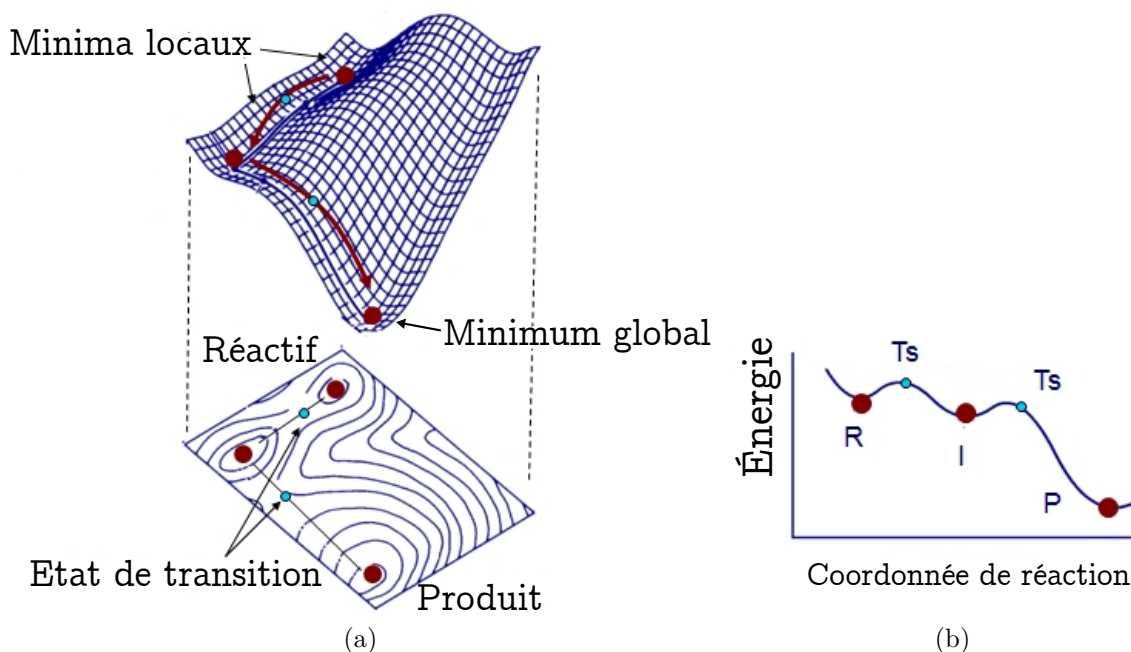 Minima locaux
Minimum global
Réactif
Etat de transition
Produit
(a)
Énergie
Ts
Ts
R
I
P
Coordonnée de réaction
(b)